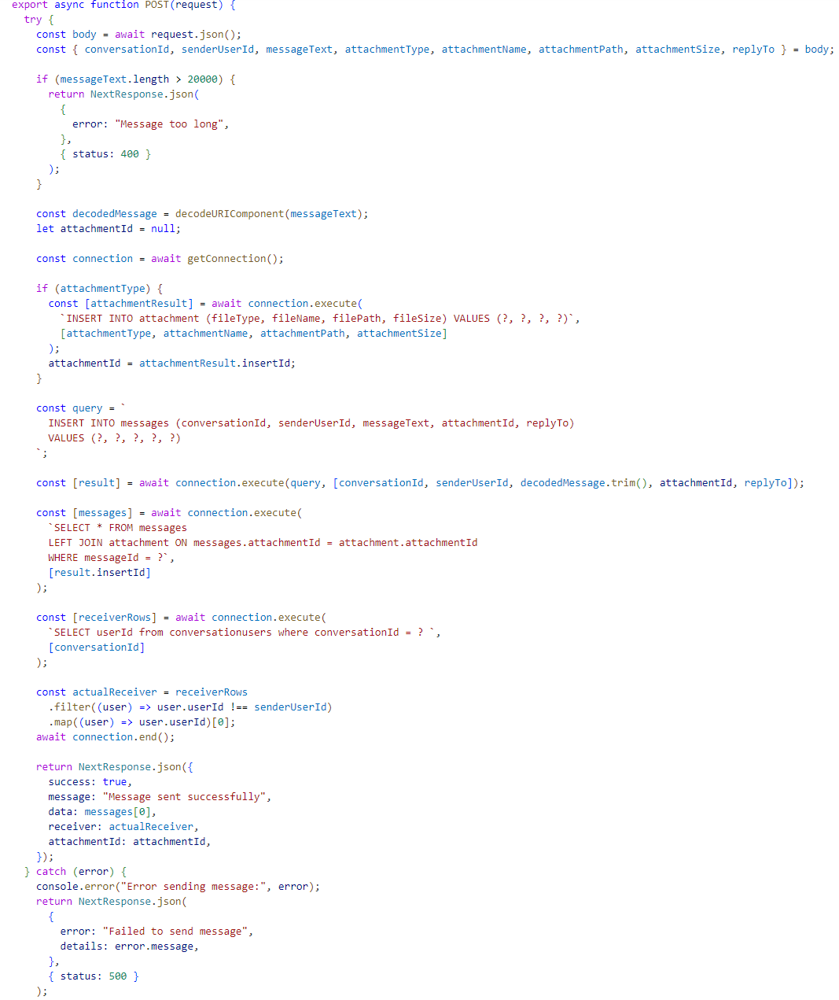 export async function POST(request) {
try {
const body = await request.json();
const { conversationId, senderUserId, messageText, attachmentType, attachmentName, attachmentPath, attachmentSize, replyTo } = body;
if (messageText.length > 20000) {
return NextResponse.json(
{
error: "Message too long",
},
{ status: 400 }
);
}
const decodedMessage = decodeURIComponent(messageText);
let attachmentId = null;
const connection = await getConnection();
if (attachmentType) {
const [attachmentResult] = await connection.execute(
`INSERT INTO attachment (fileType, fileName, filePath, fileSize) VALUES (?, ?, ?, ?)`,
[attachmentType, attachmentName, attachmentPath, attachmentSize]
);
attachmentId = attachmentResult.insertId;
}
const query = `
INSERT INTO messages (conversationId, senderUserId, messageText, attachmentId, replyTo)
VALUES (?, ?, ?, ?, ?)
`;
const [result] = await connection.execute(query, [conversationId, senderUserId, decodedMessage.trim(), attachmentId, replyTo]);
const [messages] = await connection.execute(
`SELECT * FROM messages
LEFT JOIN attachment ON messages.attachmentId = attachment.attachmentId
WHERE messageId = ?`,
[result.insertId]
);
const [receiverRows] = await connection.execute(
`SELECT userId from conversationusers where conversationId = ? `,
[conversationId]
);
const actualReceiver = receiverRows
.filter((user) => user.userId !== senderUserId)
.map((user) => user.userId)[0];
await connection.end();
return NextResponse.json({
success: true,
message: "Message sent successfully",
data: messages[0],
receiver: actualReceiver,
attachmentId: attachmentId,
});
} catch (error) {
console.error("Error sending message:", error);
return NextResponse.json(
{
error: "Failed to send message",
details: error.message,
},
{ status: 500 }
);